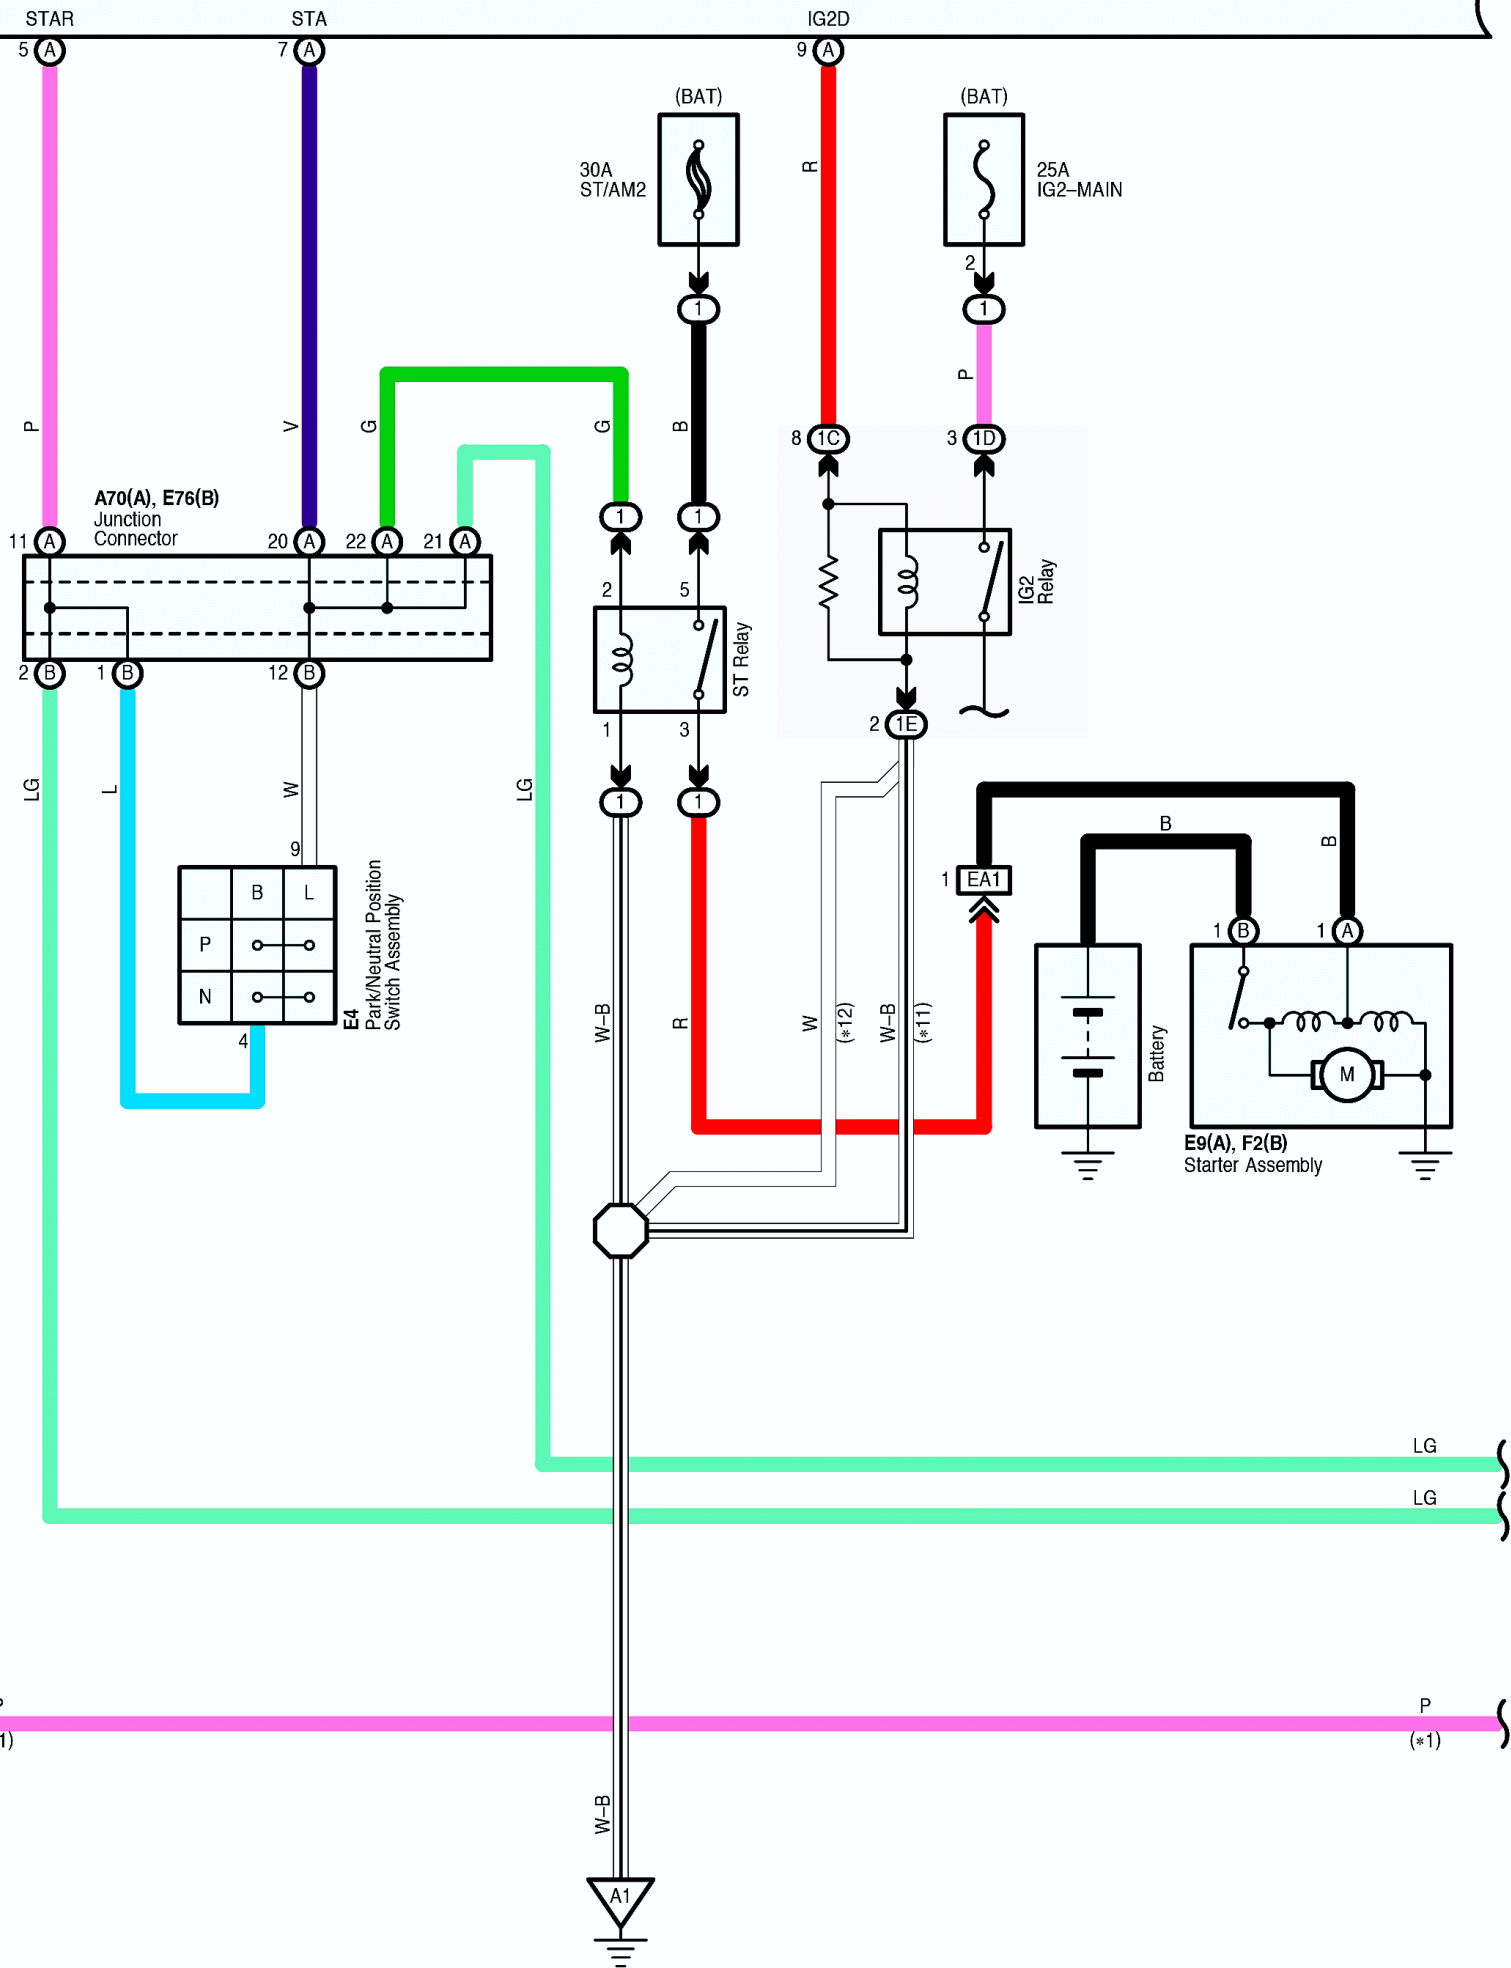 STAR STA IG2D
5 A 7 A 9 A
(BAT) (BAT)
30A
ST/AM2
R
25A
IG2–MAIN
2
1 1
P V G G B P
8 1C 3 1D
A70(A), E76(B)
Junction
Connector
1 1
11 A 20 A 22 A 21 A
2 5
IG2
Relay
ST Relay
2 B 1 B 12 B
1 3
2 1E
LG L W LG
1 1
B
B
9
1 EA1
B L
P
N
E4
Park/Neutral Position
Switch Assembly
4
1 B 1 A
W–B R W (*12) W–B (*11)
Battery
M
E9(A), F2(B)
Starter Assembly
LG
LG
P
(*1)
1)
W–B
A1